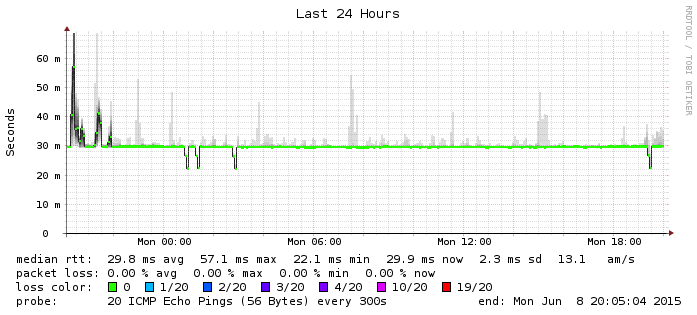 Last 24 Hours
RRDTOOL / TOBI OETIKER
Seconds
60 m
50 m
40 m
30 m
20 m
10 m
0
Mon 00:00 Mon 06:00 Mon 12:00 Mon 18:00
median rtt: 29.8 ms avg 57.1 ms max 22.1 ms min 29.9 ms now 2.3 ms sd 13.1 am/s
packet loss: 0.00 % avg 0.00 % max 0.00 % min 0.00 % now
loss color: 0 1/20 2/20 3/20 4/20 10/20 19/20
probe: 20 ICMP Echo Pings (56 Bytes) every 300s end: Mon Jun 8 20:05:04 2015